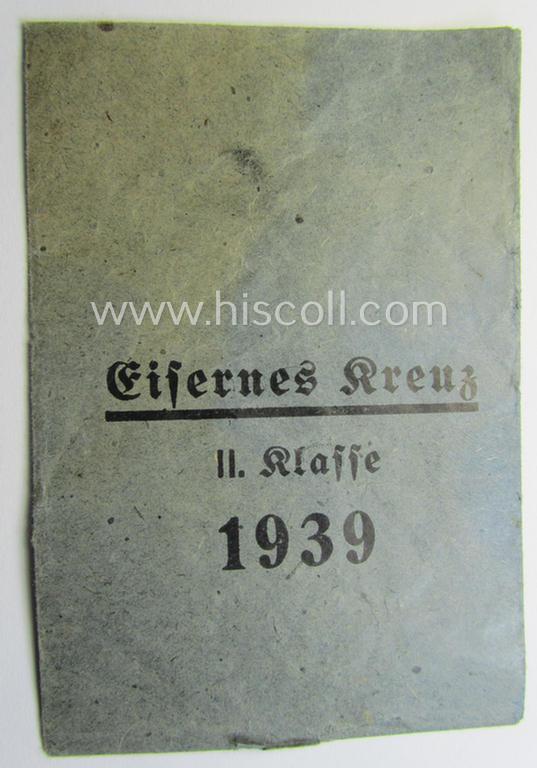 www.hiscoll.com
Eisernes Kreuz
II. Klasse
1939